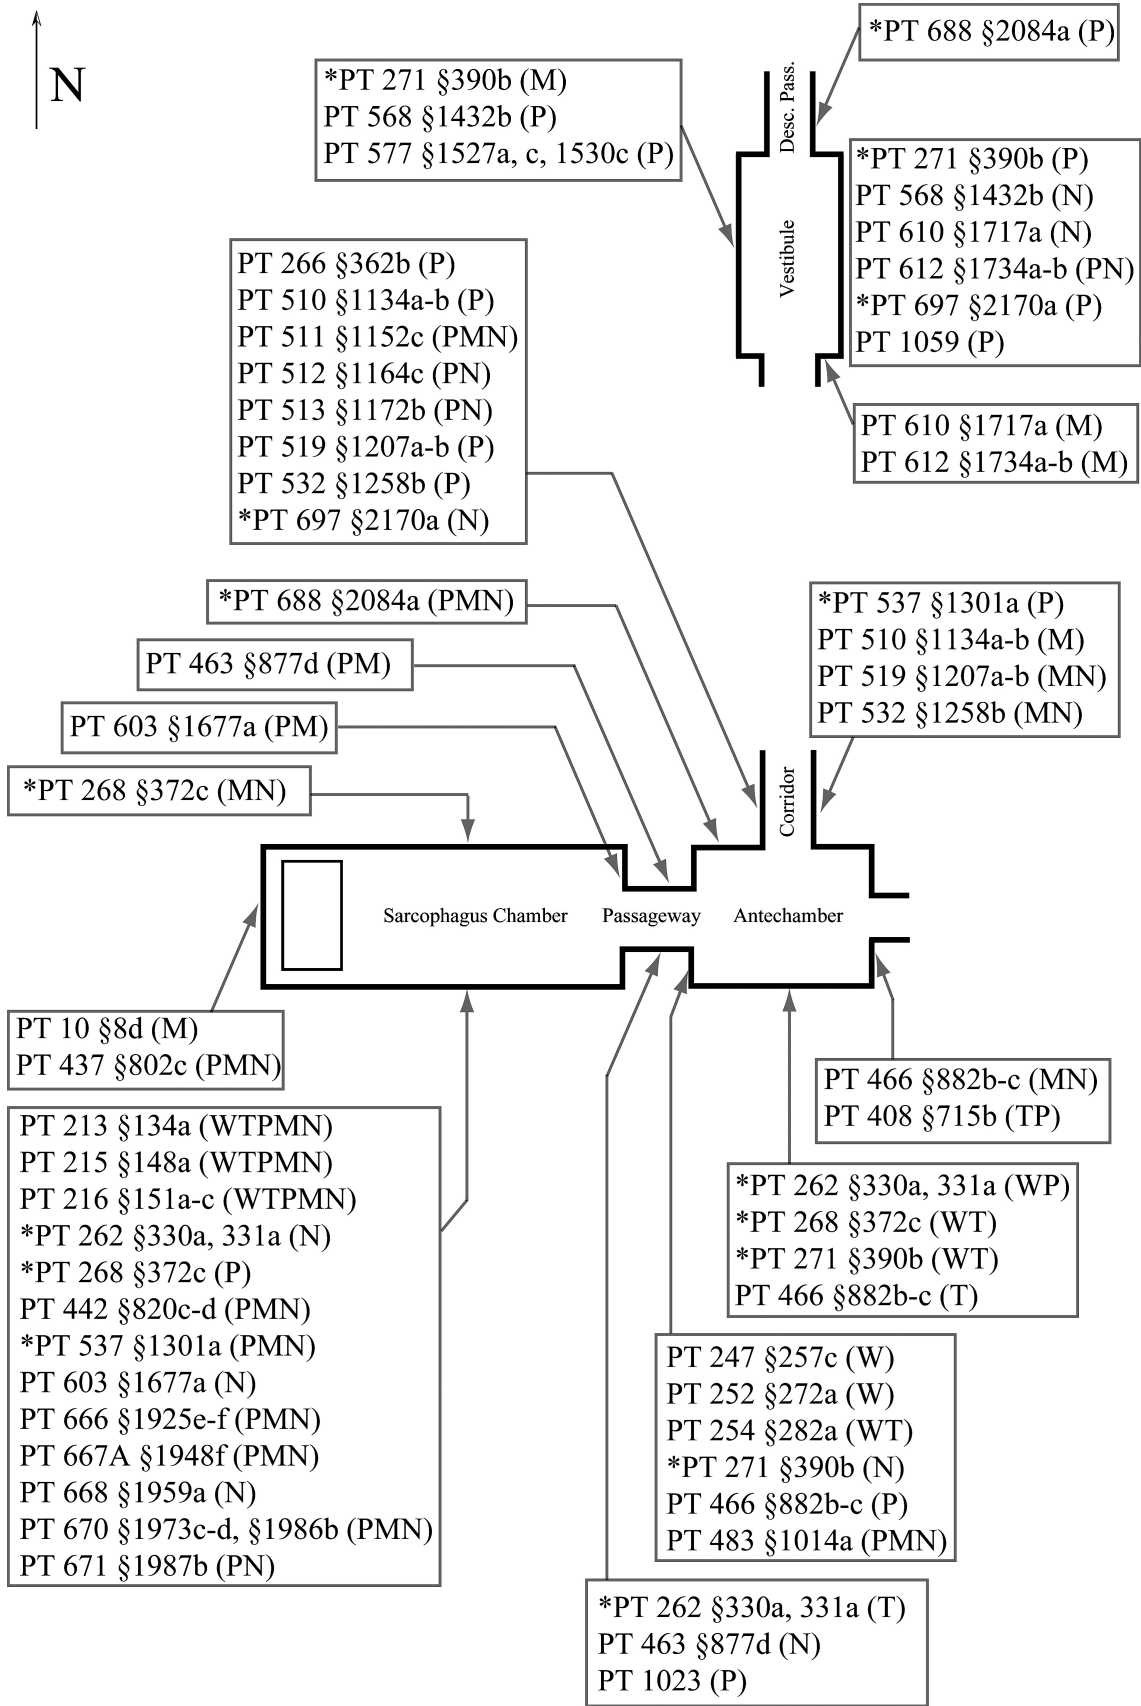 N
*PT 688 §2084a (P)
*PT 271 §390b (M)
PT 568 §1432b (P)
PT 577 §1527a, c, 1530c (P)
Desc. Pass.
Vestibule
*PT 271 §390b (P)
PT 568 §1432b (N)
PT 610 §1717a (N)
PT 612 §1734a-b (PN)
*PT 697 §2170a (P)
PT 1059 (P)
PT 610 §1717a (M)
PT 612 §1734a-b (M)
PT 266 §362b (P)
PT 510 §1134a-b (P)
PT 511 §1152c (PMN)
PT 512 §1164c (PN)
PT 513 §1172b (PN)
PT 519 §1207a-b (P)
PT 532 §1258b (P)
*PT 697 §2170a (N)
*PT 688 §2084a (PMN)
PT 463 §877d (PM)
PT 603 §1677a (PM)
*PT 268 §372c (MN)
*PT 537 §1301a (P)
PT 510 §1134a-b (M)
PT 519 §1207a-b (MN)
PT 532 §1258b (MN)
Corridor
Sarcophagus Chamber
Passageway
Antechamber
PT 10 §8d (M)
PT 437 §802c (PMN)
PT 213 §134a (WTPMN)
PT 215 §148a (WTPMN)
PT 216 §151a-c (WTPMN)
*PT 262 §330a, 331a (N)
*PT 268 §372c (P)
PT 442 §820c-d (PMN)
*PT 537 §1301a (PMN)
PT 603 §1677a (N)
PT 666 §1925e-f (PMN)
PT 667A §1948f (PMN)
PT 668 §1959a (N)
PT 670 §1973c-d, §1986b (PMN)
PT 671 §1987b (PN)
PT 466 §882b-c (MN)
PT 408 §715b (TP)
*PT 262 §330a, 331a (WP)
*PT 268 §372c (WT)
*PT 271 §390b (WT)
PT 466 §882b-c (T)
PT 247 §257c (W)
PT 252 §272a (W)
PT 254 §282a (WT)
*PT 271 §390b (N)
PT 466 §882b-c (P)
PT 483 §1014a (PMN)
*PT 262 §330a, 331a (T)
PT 463 §877d (N)
PT 1023 (P)